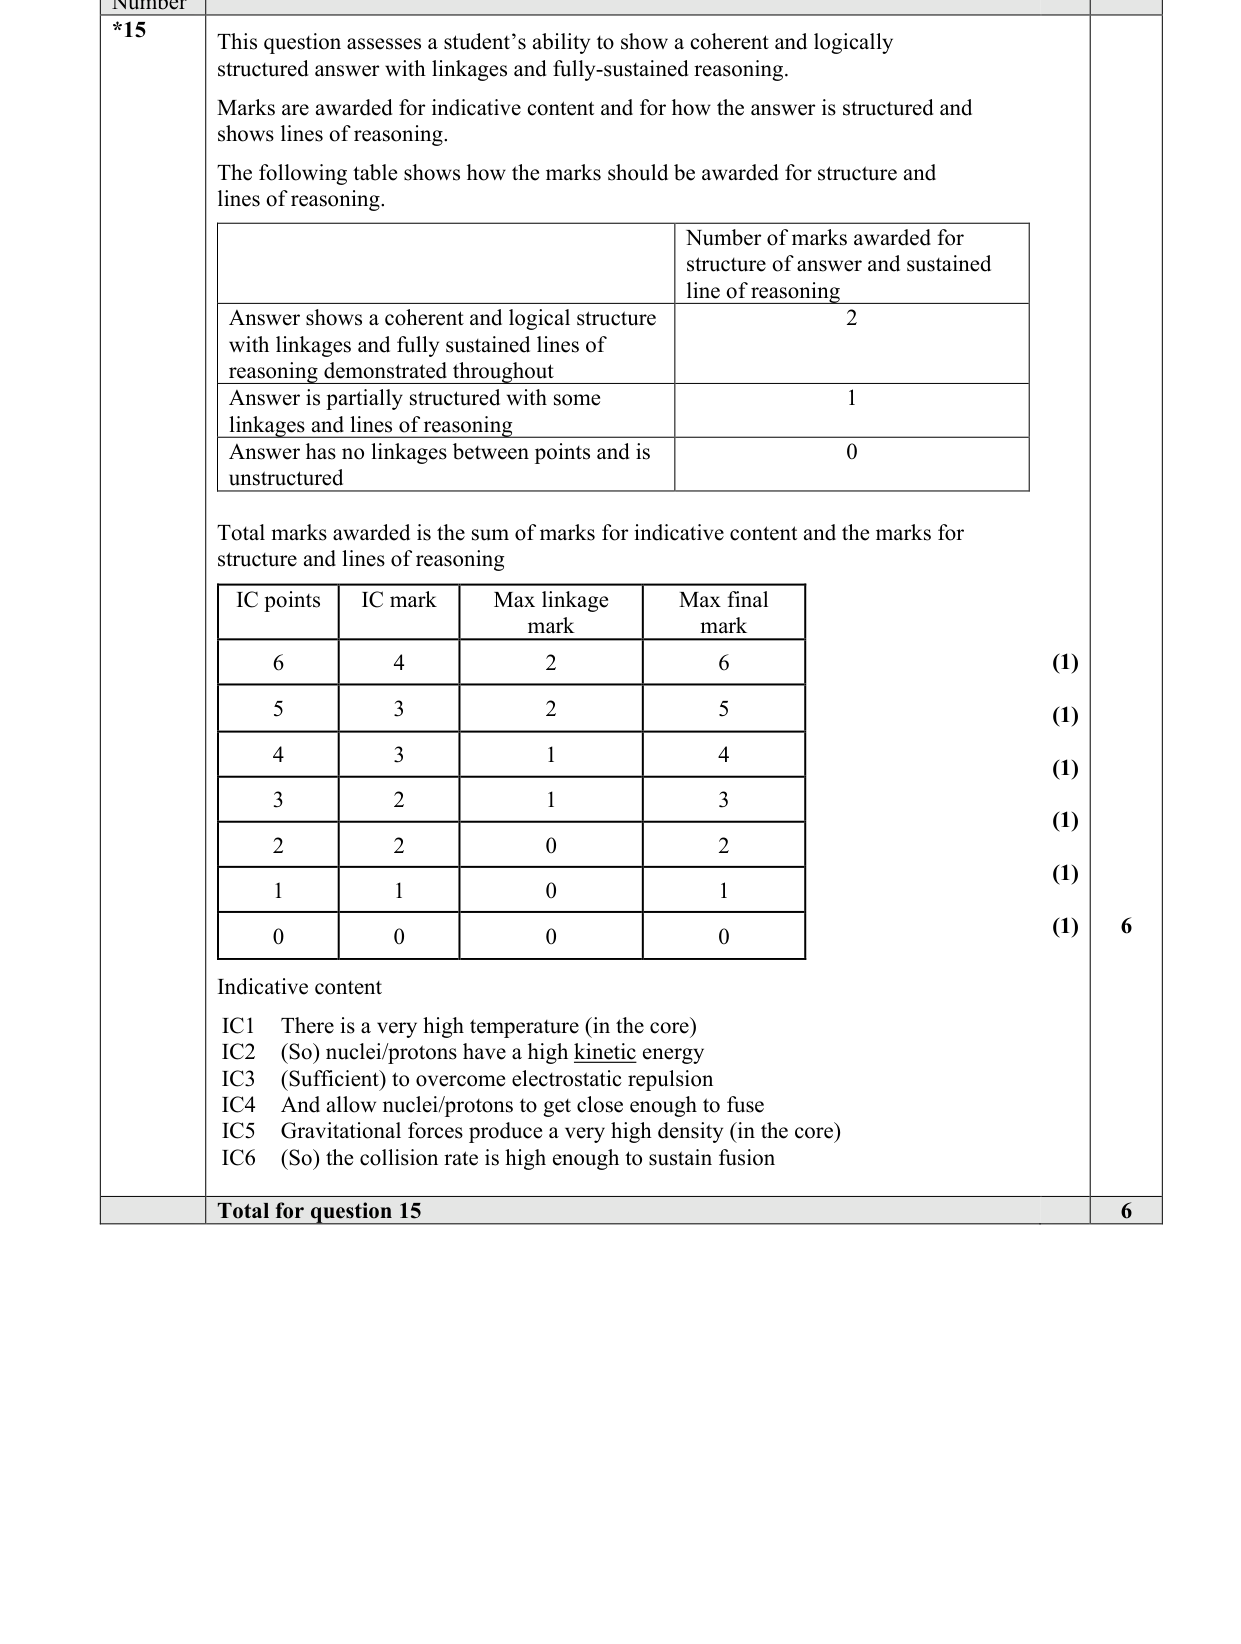 Number
*15
This question assesses a student’s ability to show a coherent and logically
structured answer with linkages and fully-sustained reasoning.
Marks are awarded for indicative content and for how the answer is structured and
shows lines of reasoning.
The following table shows how the marks should be awarded for structure and
lines of reasoning.
Number of marks awarded for
structure of answer and sustained
line of reasoning
Answer shows a coherent and logical structure
with linkages and fully sustained lines of
reasoning demonstrated throughout
2
Answer is partially structured with some
linkages and lines of reasoning
1
Answer has no linkages between points and is
unstructured
0
Total marks awarded is the sum of marks for indicative content and the marks for
structure and lines of reasoning
IC points IC mark Max linkage mark Max final mark
6 4 2 6 (1)
5 3 2 5 (1)
4 3 1 4 (1)
3 2 1 3 (1)
2 2 0 2 (1)
1 1 0 1
0 0 0 0 (1) 6
Indicative content
IC1 There is a very high temperature (in the core)
IC2 (So) nuclei/protons have a high kinetic energy
IC3 (Sufficient) to overcome electrostatic repulsion
IC4 And allow nuclei/protons to get close enough to fuse
IC5 Gravitational forces produce a very high density (in the core)
IC6 (So) the collision rate is high enough to sustain fusion
Total for question 15 6